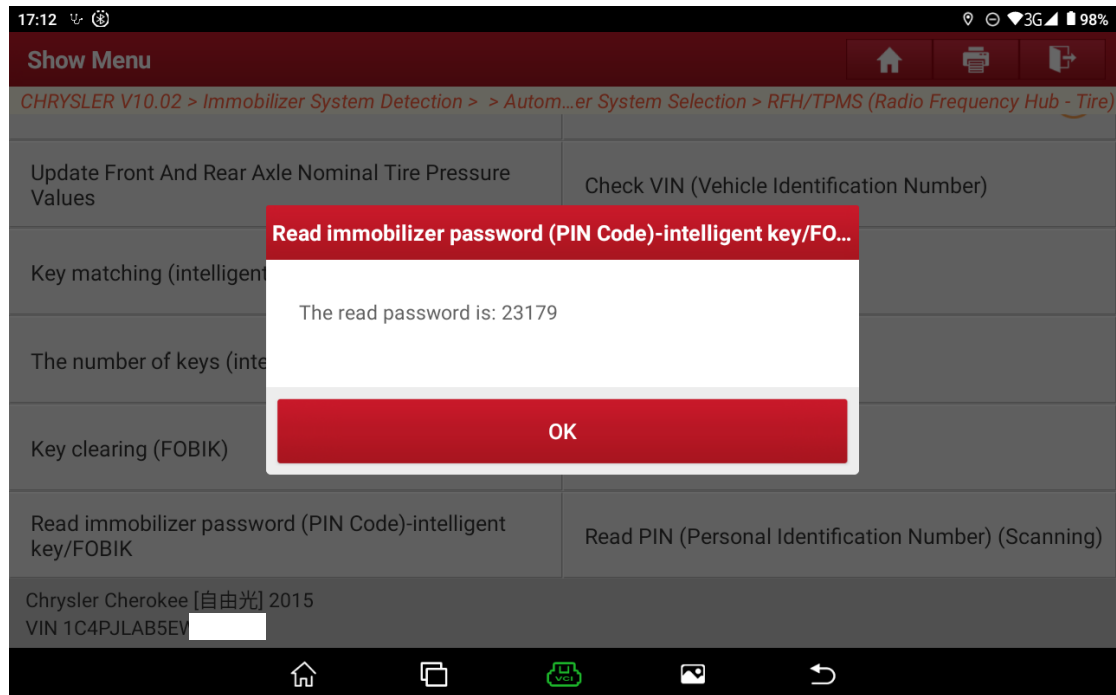 17:12
3G 98%
Show Menu
CHRYSLER V10.02 > Immobilizer System Detection > > Autom...er System Selection > RFH/TPMS (Radio Frequency Hub - Tire)
Update Front And Rear Axle Nominal Tire Pressure
Values
Check VIN (Vehicle Identification Number)
Read immobilizer password (PIN Code)-intelligent key/FO...
Key matching (intelligent
The read password is: 23179
The number of keys (inte
OK
Key clearing (FOBIK)
Read immobilizer password (PIN Code)-intelligent
key/FOBIK
Read PIN (Personal Identification Number) (Scanning)
Chrysler Cherokee [自由光] 2015
VIN 1C4PJLAB5EW
VCI